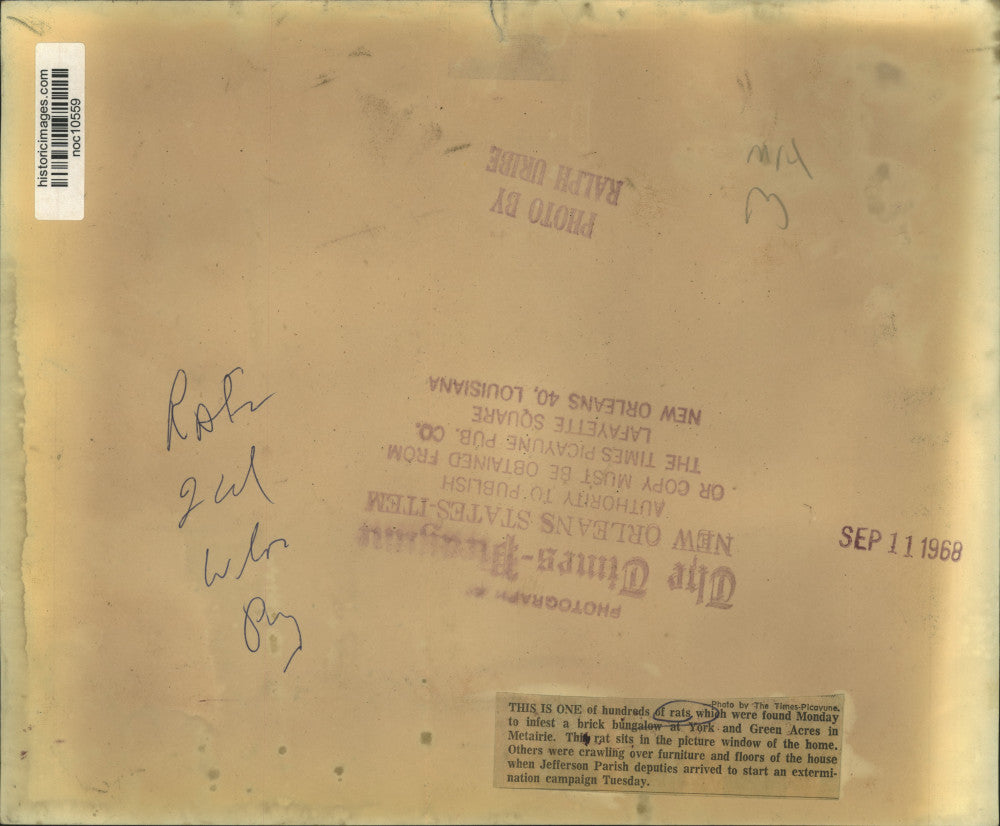 historicimages.com
noc10559
PHOTO BY
RALPH URIBE
PHOTOGRAPH
The Times-Picayune
NEW ORLEANS STATES-ITEM
AUTHORITY TO PUBLISH
OR COPY MUST BE OBTAINED FROM
THE TIMES PICAYUNE PUB. CO.
LAFAYETTE SQUARE
NEW ORLEANS 40, LOUISIANA
SEP 11 1968
Photo by The Times-Picayune.
THIS IS ONE of hundreds of rats which were found Monday
to infest a brick bungalow at York and Green Acres in
Metairie. This rat sits in the picture window of the home.
Others were crawling over furniture and floors of the house
when Jefferson Parish deputies arrived to start an extermi-
nation campaign Tuesday.